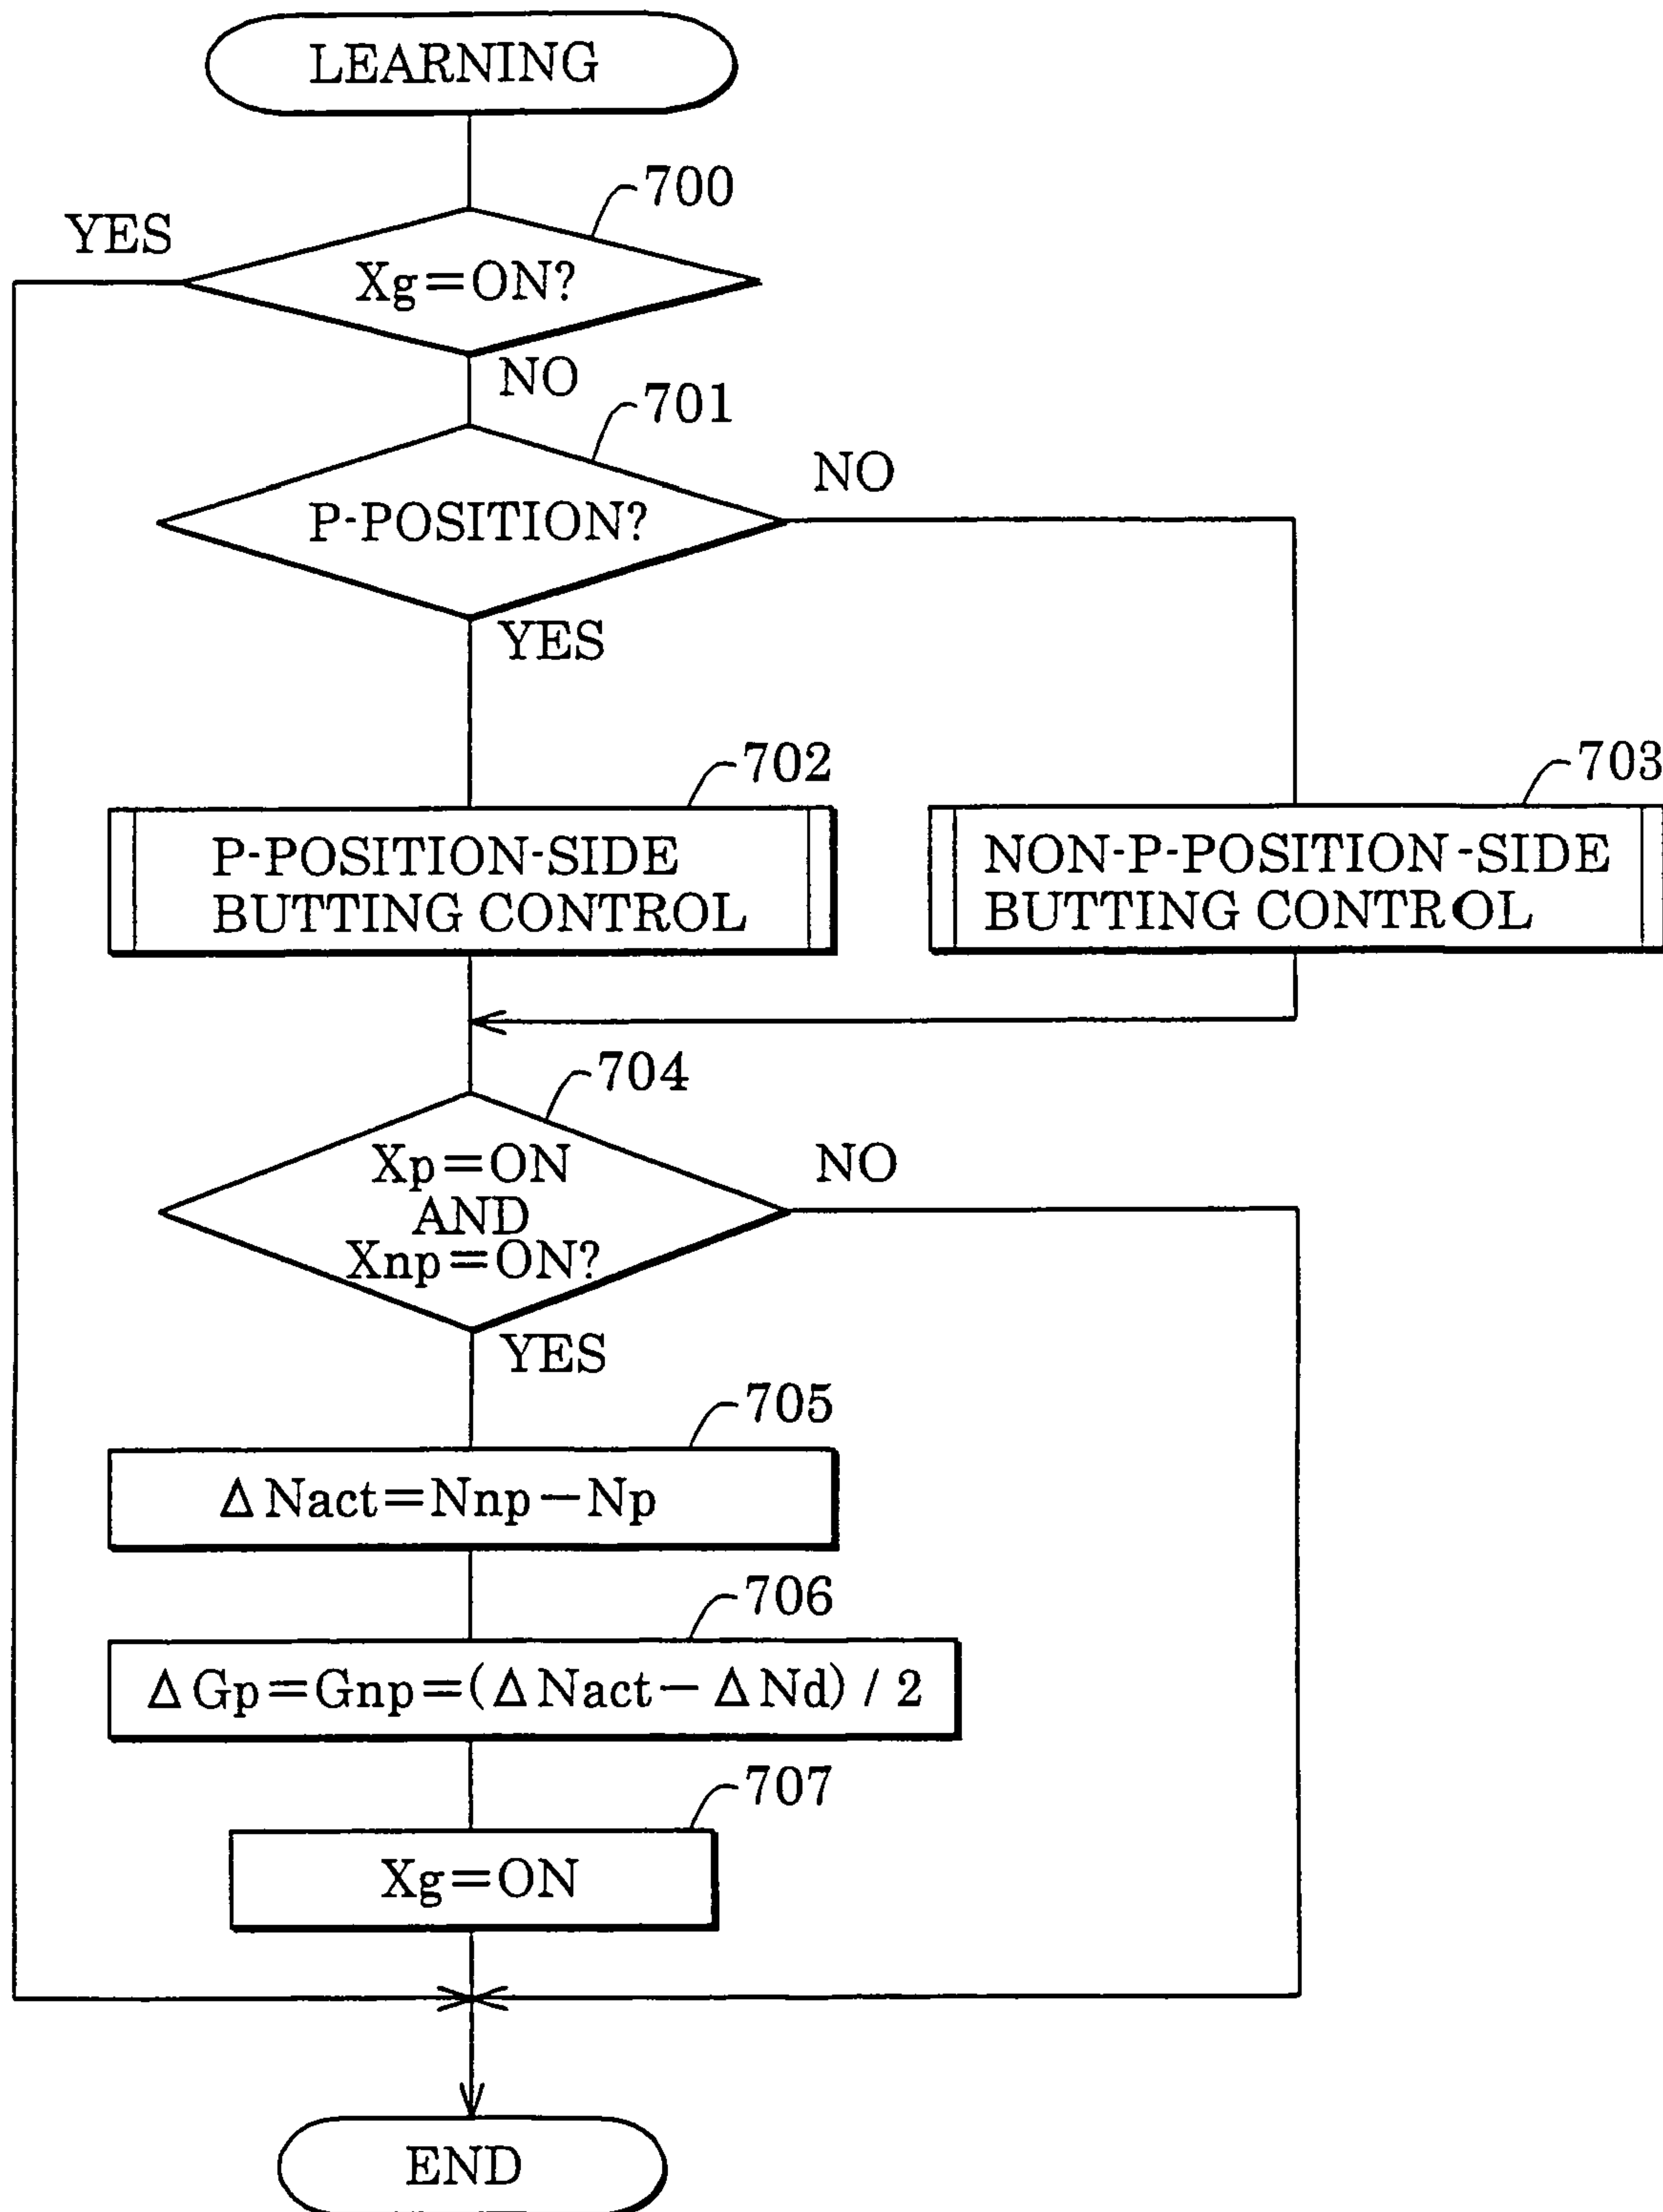 LEARNING
700
YES
Xg=ON?
NO
701
NO
P-POSITION?
YES
702
703
P-POSITION-SIDE
BUTTING CONTROL
NON-P-POSITION-SIDE
BUTTING CONTROL
704
Xp=ON
AND
Xnp=ON?
NO
YES
705
ΔNact=Nnp−Np
706
ΔGp=Gnp=(ΔNact−ΔNd)/2
707
Xg=ON
END